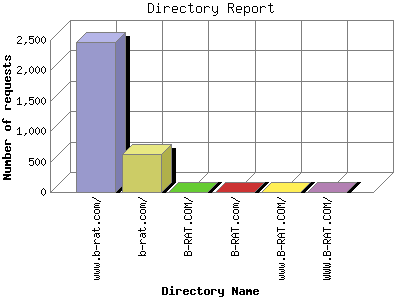 Directory Report
Number of requests
2,500
2,000
1,500
1,000
500
0
www.b-rat.com/
b-rat.com/
B-RAT.COM/
B-RAT.com/
www.B-RAT.COM/
WWW.B-RAT.COM/
Directory Name